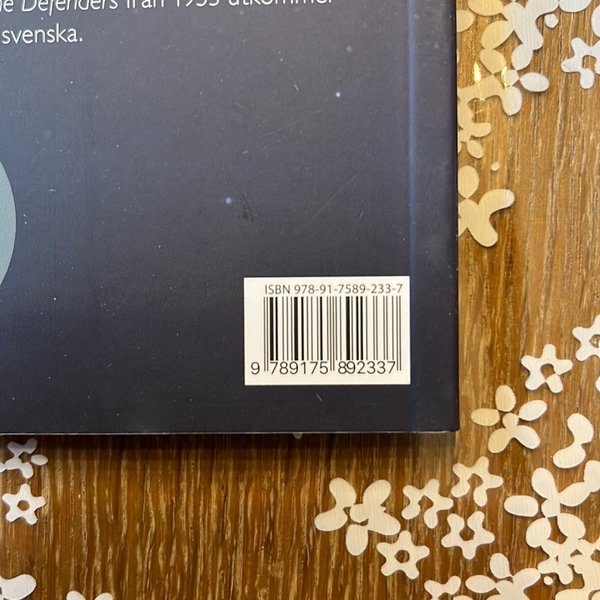 Defenders från 1953 utkommer
svenska.
ISBN 978-91-7589-233-7
9 789175 892337